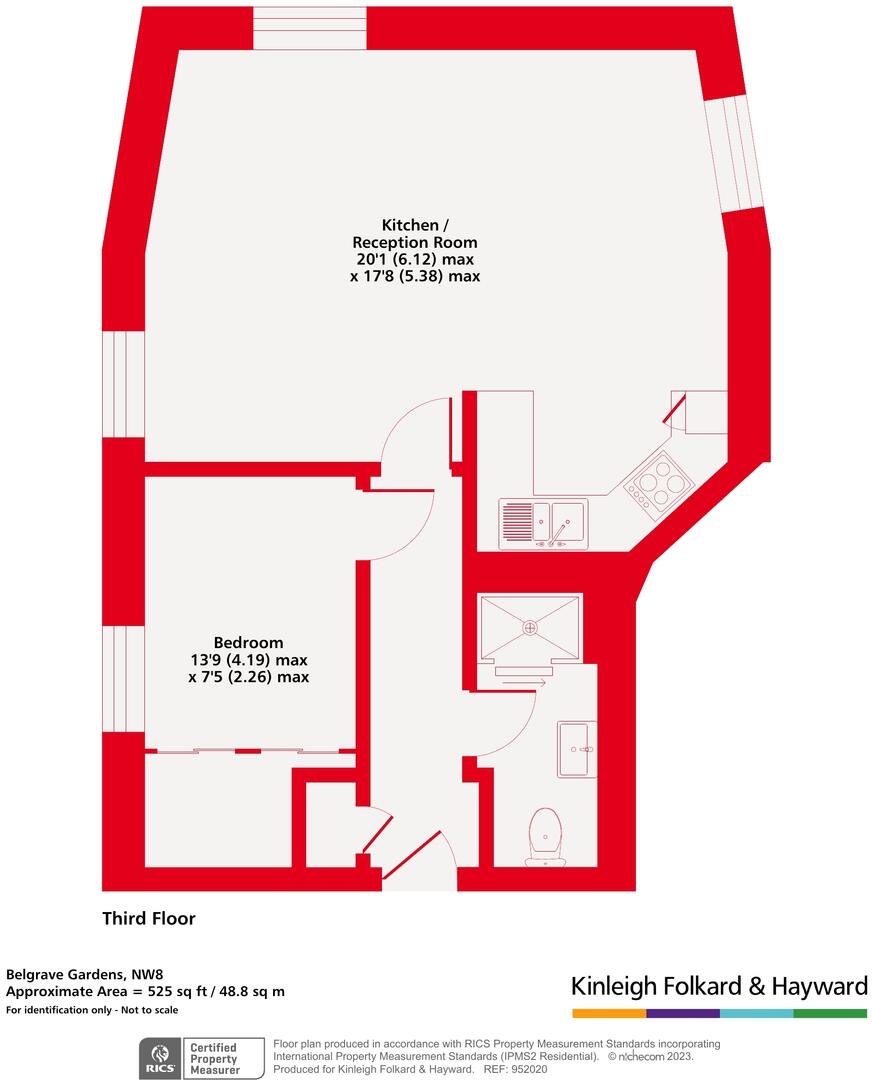 Kitchen /
Reception Room
20'1 (6.12) max
x 17'8 (5.38) max
Bedroom
13'9 (4.19) max
x 7'5 (2.26) max
Third Floor
Belgrave Gardens, NW8
Approximate Area = 525 sq ft / 48.8 sq m
For identification only - Not to scale
Kinleigh Folkard & Hayward
RICS
Certified
Property
Measurer
Floor plan produced in accordance with RICS Property Measurement Standards incorporating
International Property Measurement Standards (IPMS2 Residential). © nichecom 2023.
Produced for Kinleigh Folkard & Hayward. REF: 952020